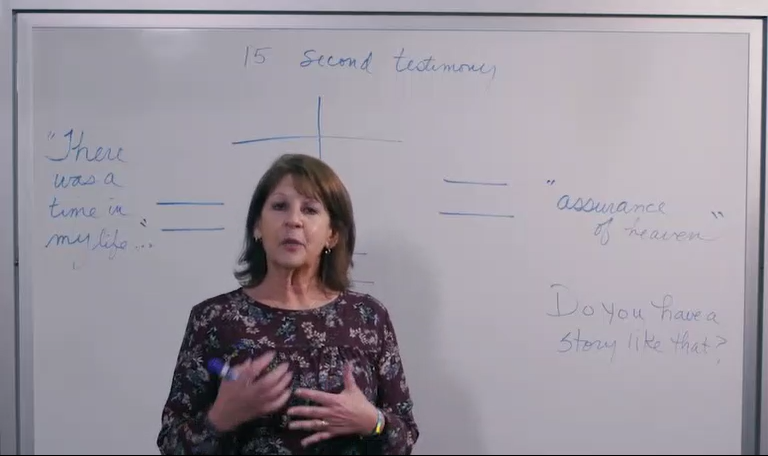 15 second testimony
"There
was a
time in
my life..."
"assurance
of heaven"
Do you have a
story like that?